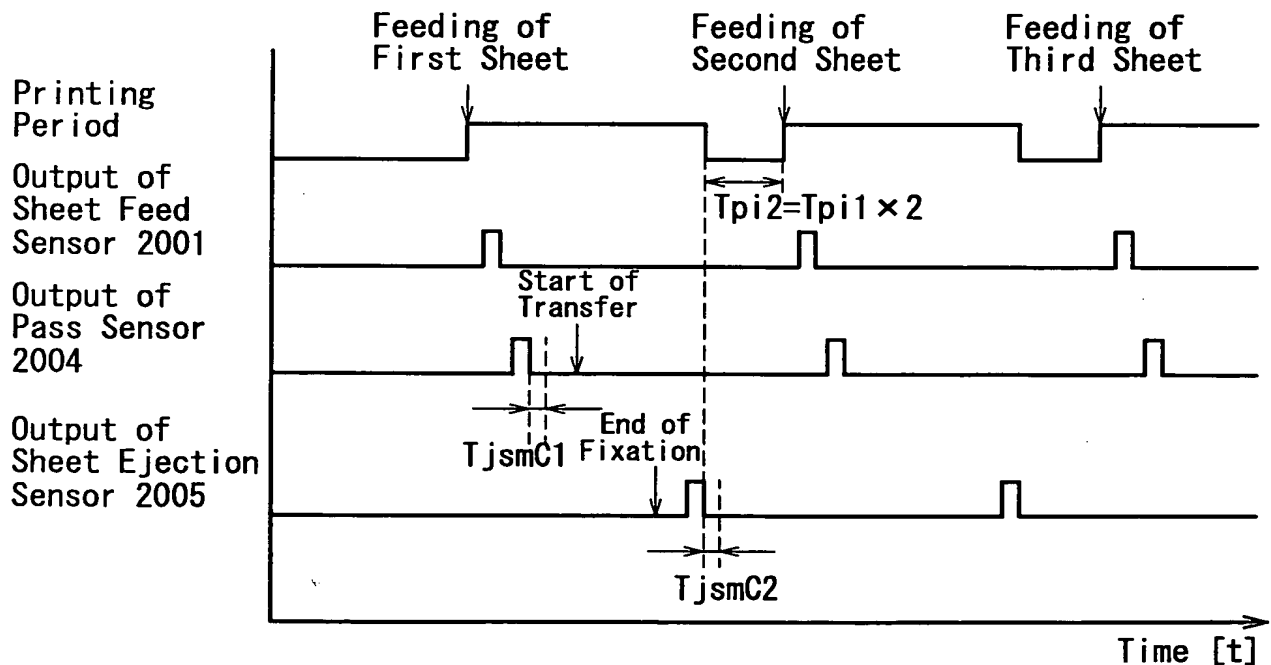 Feeding of
First Sheet
Feeding of
Second Sheet
Feeding of
Third Sheet
Printing
Period
Tpi2=Tpi1×2
Output of
Sheet Feed
Sensor 2001
Start of
Transfer
Output of
Pass Sensor
2004
TjsmC1
End of
Fixation
Output of
Sheet Ejection
Sensor 2005
TjsmC2
Time [t]